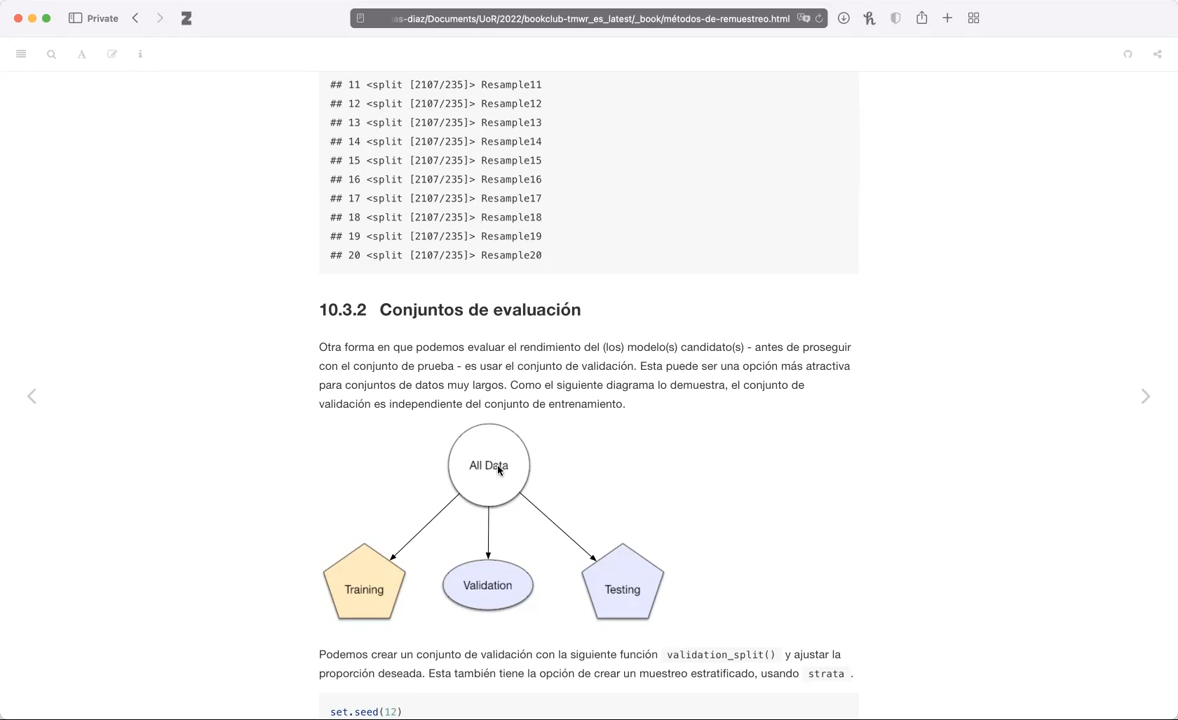 Private
as-diaz/Documents/UoR/2022/bookclub-tmwr_es_latest/_book/métodos-de-remuestreo.html
## 11 <split [2107/235]> Resample11
## 12 <split [2107/235]> Resample12
## 13 <split [2107/235]> Resample13
## 14 <split [2107/235]> Resample14
## 15 <split [2107/235]> Resample15
## 16 <split [2107/235]> Resample16
## 17 <split [2107/235]> Resample17
## 18 <split [2107/235]> Resample18
## 19 <split [2107/235]> Resample19
## 20 <split [2107/235]> Resample20
10.3.2 Conjuntos de evaluación
Otra forma en que podemos evaluar el rendimiento del (los) modelo(s) candidato(s) - antes de proseguir
con el conjunto de prueba - es usar el conjunto de validación. Esta puede ser una opción más atractiva
para conjuntos de datos muy largos. Como el siguiente diagrama lo demuestra, el conjunto de
validación es independiente del conjunto de entrenamiento.
All Data
Training
Validation
Testing
Podemos crear un conjunto de validación con la siguiente función validation_split() y ajustar la
proporción deseada. Esta también tiene la opción de crear un muestreo estratificado, usando strata .
set.seed(12)